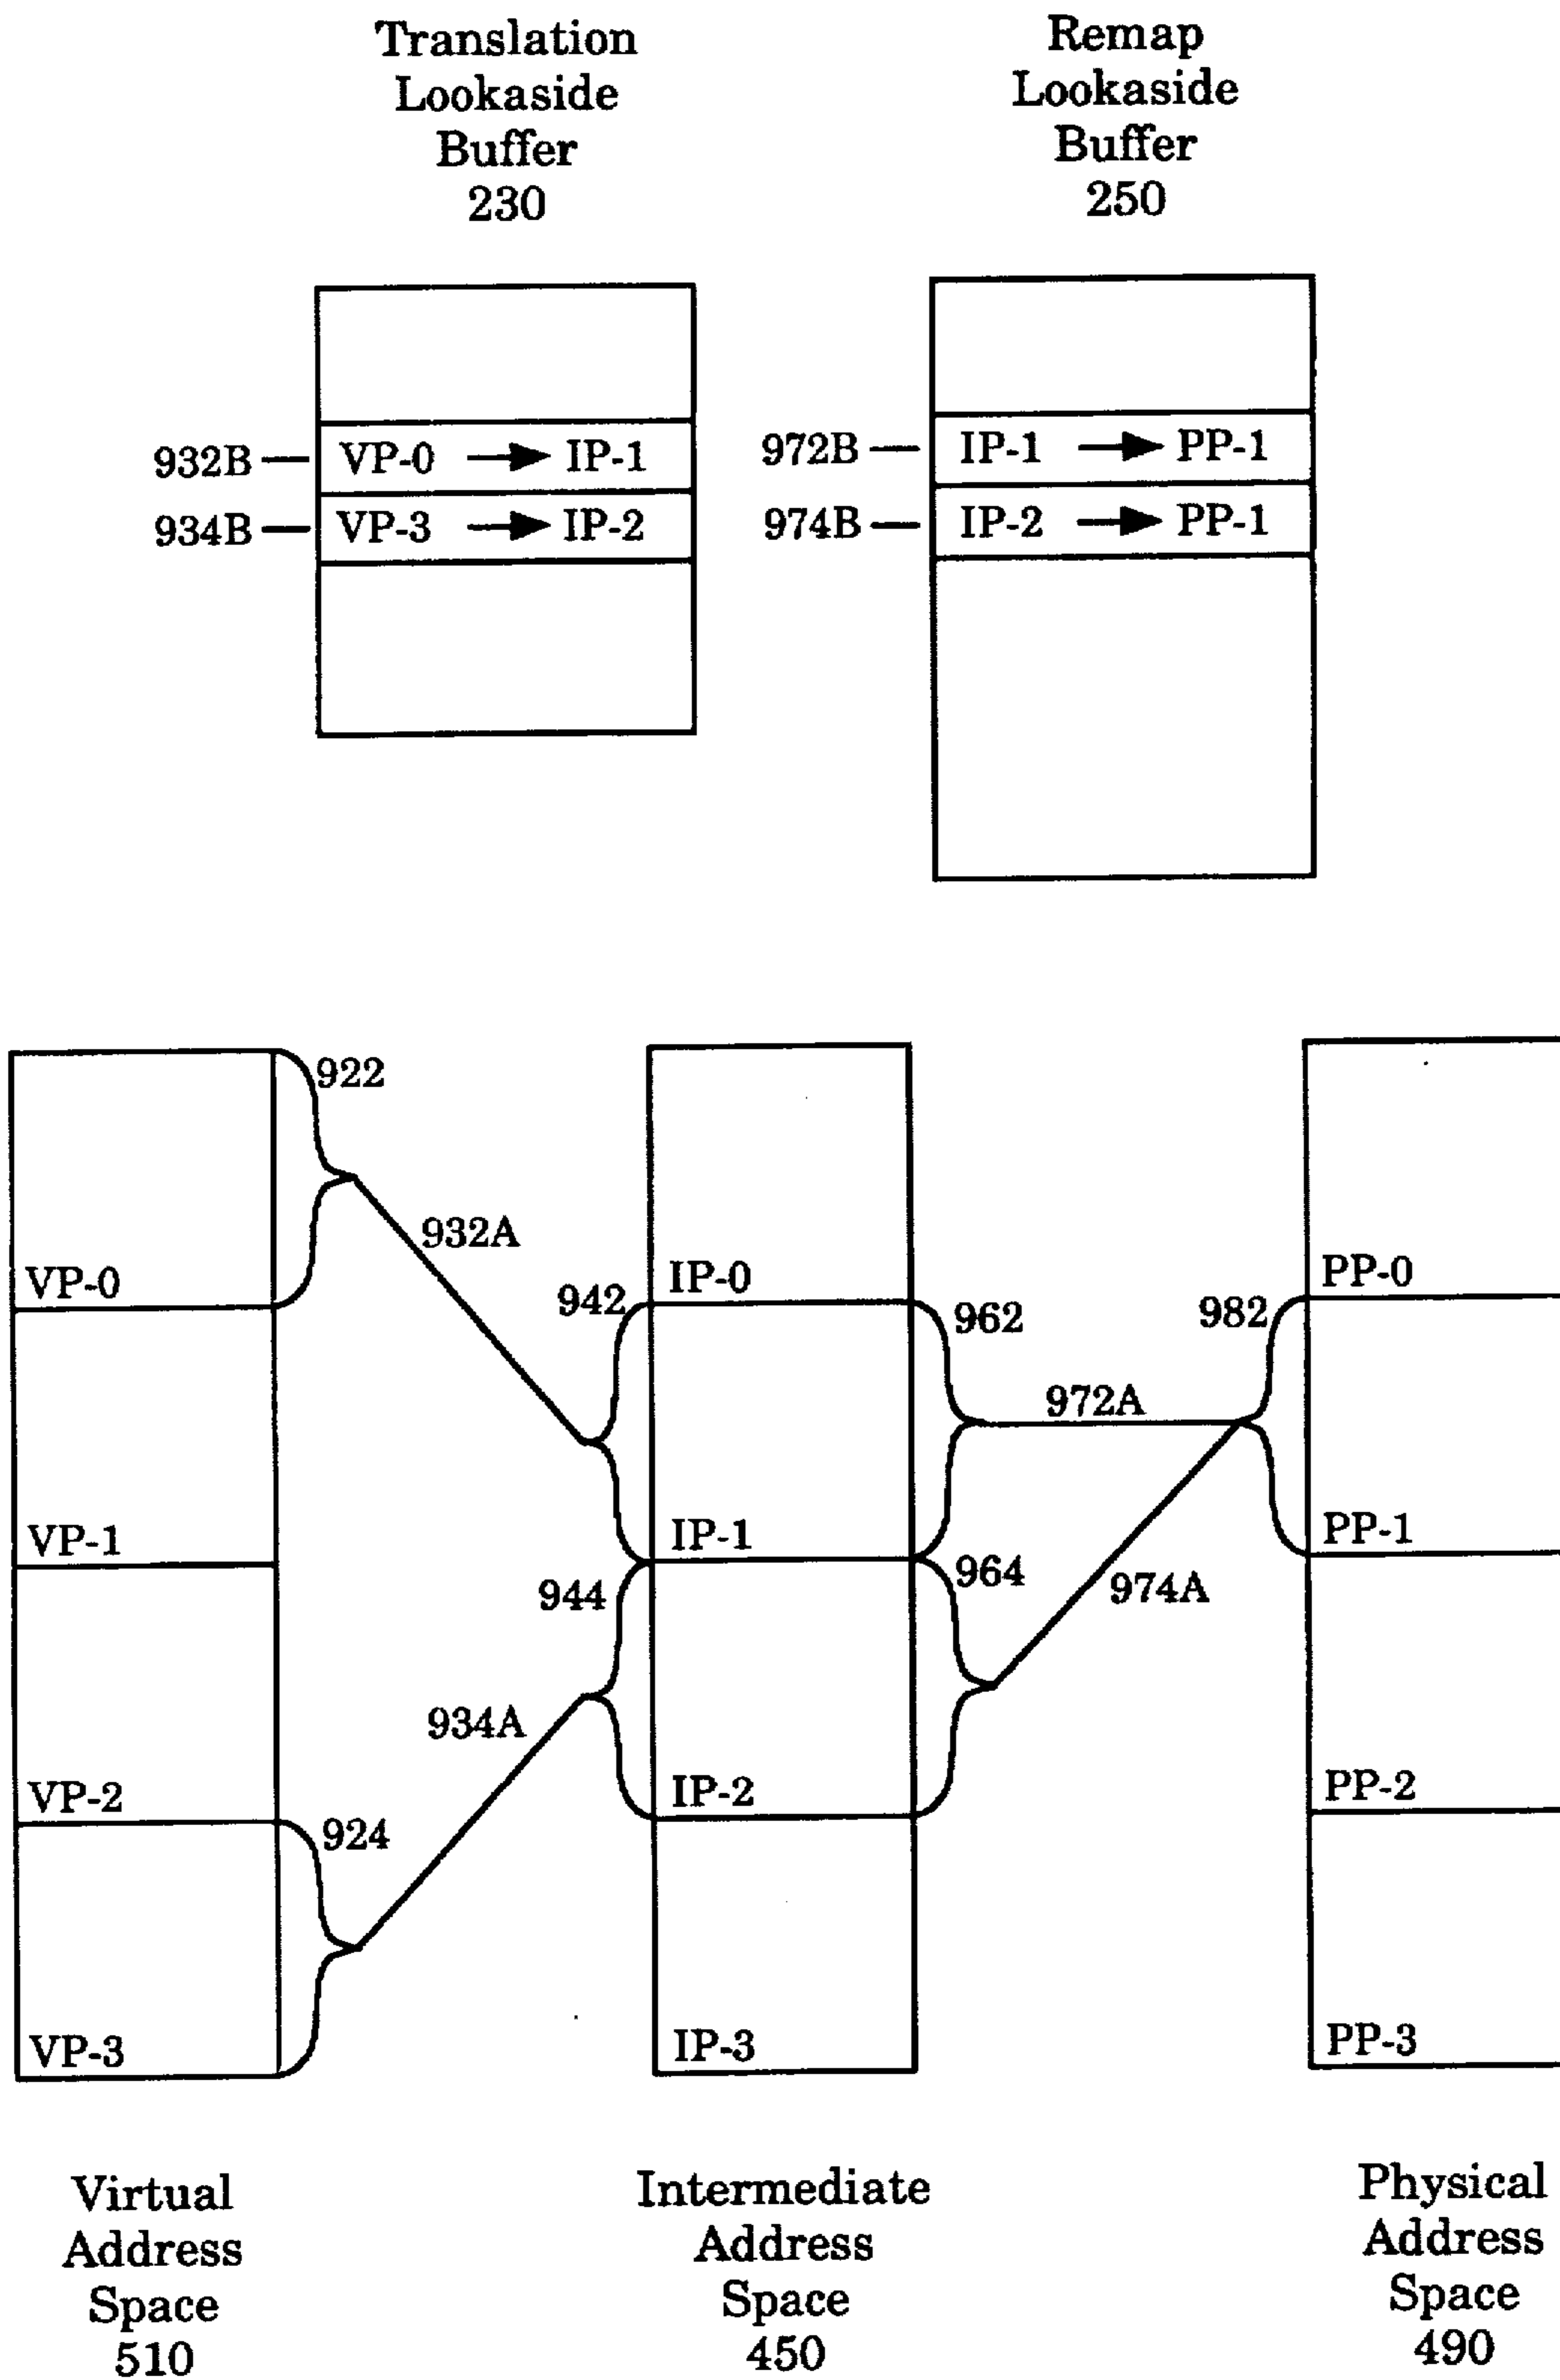 Translation
Lookaside
Buffer
230
Remap
Lookaside
Buffer
250
932B
VP-0 → IP-1
934B
VP-3 → IP-2
972B
IP-1 → PP-1
974B
IP-2 → PP-1
922
932A
VP-0
942
IP-0
962
982
PP-0
972A
VP-1
944
IP-1
964
974A
PP-1
934A
VP-2
924
IP-2
PP-2
VP-3
IP-3
PP-3
Virtual
Address
Space
510
Intermediate
Address
Space
450
Physical
Address
Space
490